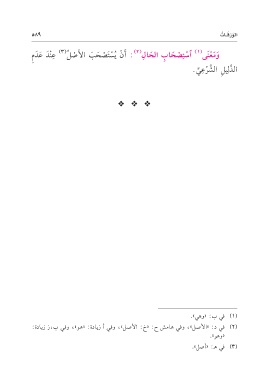 الورقات ٥٨٩
وَمَعْنَى(١) اسْتِصْحَابِ الحَالِ(٢): أَنْ يُسْتَصْحَبَ الأَصْلُ(٣) عِنْدَ عَدَمِ
الدَّلِيلِ الشَّرْعِيِّ.
(١) في ب: «وهي».
(٢) في د: «الأصل»، وفي هامش ح: «خ: الأصل»، وفي أ زيادة: «هو»، وفي ب، ز زيادة:
«وهو».
(٣) في هـ: «أصل».